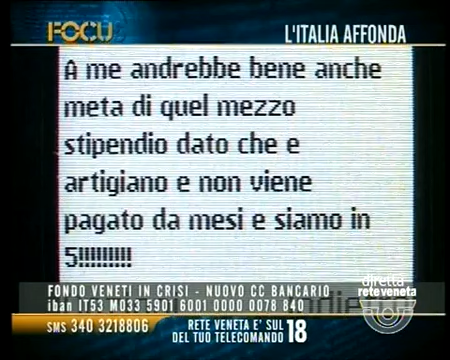 FOCU
L'ITALIA AFFONDA
A me andrebbe bene anche
meta di quel mezzo
stipendio dato che e
artigiano e non viene
pagato da mesi e siamo in
5!!!!!!!!!
FONDO VENETI IN CRISI - NUOVO CC BANCARIO
iban IT53 M033 5901 6001 0000 0078 840
diretta
reteveneta
SMS 340 3218806
RETE VENETA E' SUL
DEL TUO TELECOMANDO 18